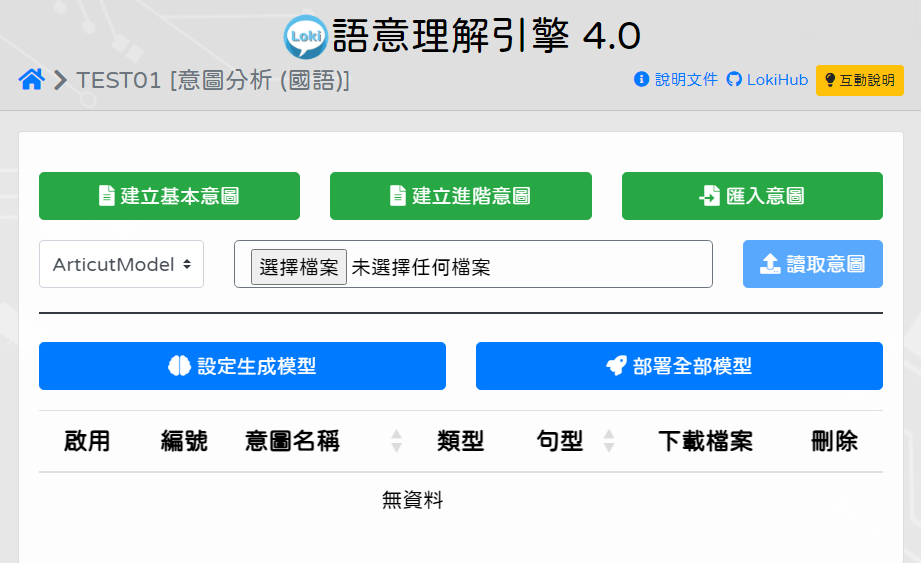 Loki 語意理解引擎 4.0
TEST01 [意圖分析 (國語)] 說明文件 LokiHub 互動說明
建立基本意圖 建立進階意圖 匯入意圖
ArticutModel 選擇檔案 未選擇任何檔案 讀取意圖
設定生成模型 部署全部模型
啟用 編號 意圖名稱 類型 句型 下載檔案 刪除
無資料